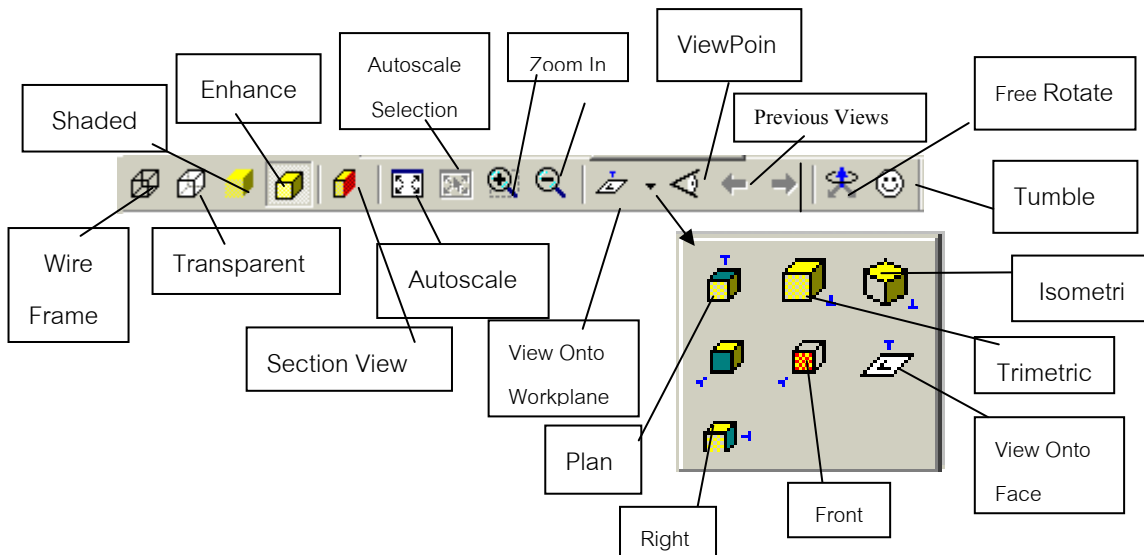 ViewPoin
Autoscale
Selection
Zoom In
Enhance
Free Rotate
Shaded
Previous Views
Tumble
Wire
Frame
Transparent
Autoscale
Isometri
Section View
View Onto
Workplane
Trimetric
Plan
View Onto
Face
Front
Right